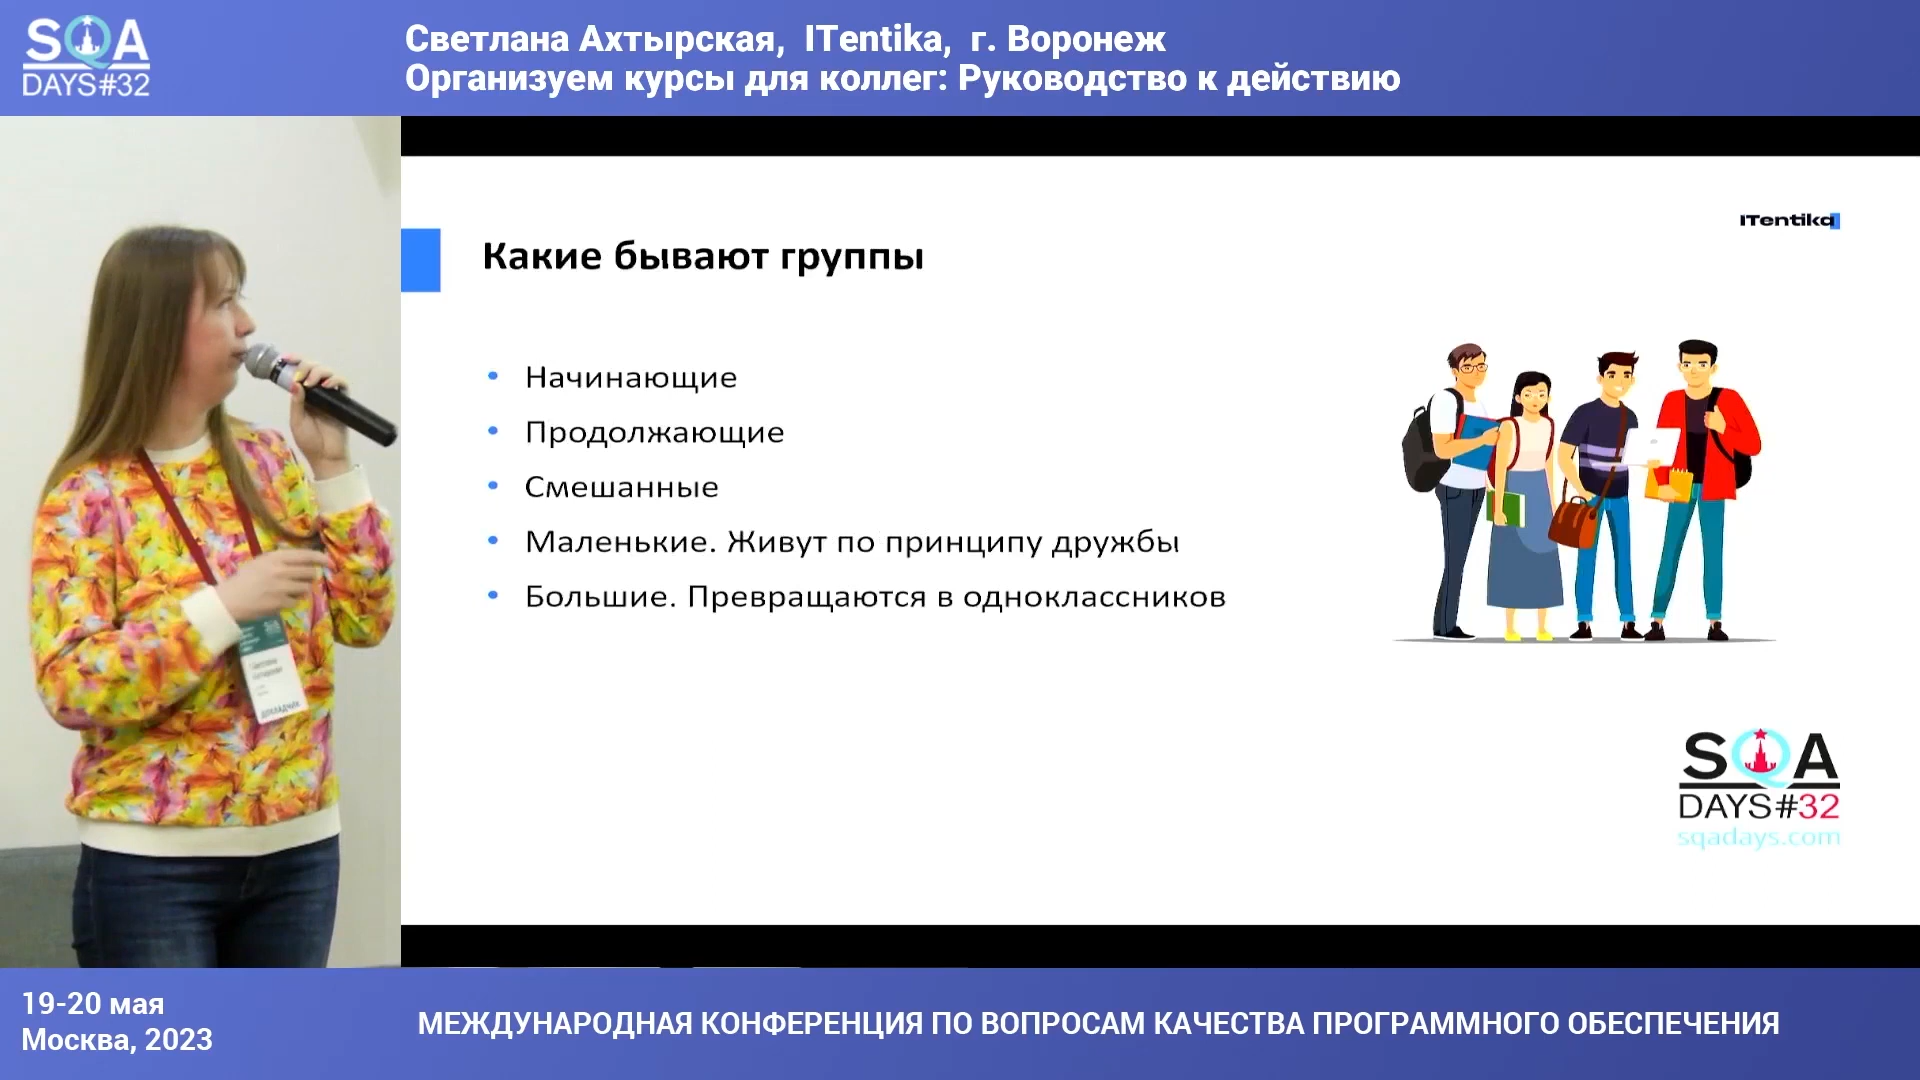 SQA
DAYS#32
Светлана Ахтырская, ITentika, г. Воронеж
Организуем курсы для коллег: Руководство к действию
ITentika
Какие бывают группы
• Начинающие
• Продолжающие
• Смешанные
• Маленькие. Живут по принципу дружбы
• Большие. Превращаются в одноклассников
SQA
DAYS#32
sqadays.com
ДОКЛАДЧИК
19-20 мая
Москва, 2023
МЕЖДУНАРОДНАЯ КОНФЕРЕНЦИЯ ПО ВОПРОСАМ КАЧЕСТВА ПРОГРАММНОГО ОБЕСПЕЧЕНИЯ